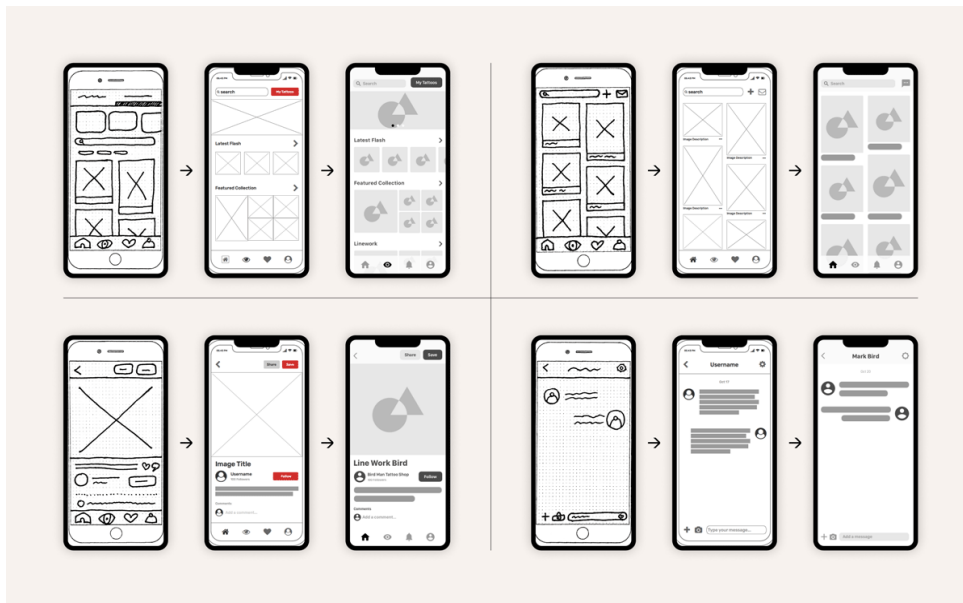 search
My Tattoos
Latest Flash
Featured Collection
Search
My Tattoos
Latest Flash
Featured Collection
Linework
search
Image Description
Image Description
Image Description
Image Description
Search
Share
Save
Image Title
Username
Follow
Comments
Add a comment...
Share
Save
Line Work Bird
Bird Man Tattoo Shop
Follow
Comments
Add a comment...
Username
Type your message...
Mark Bird
Add a message